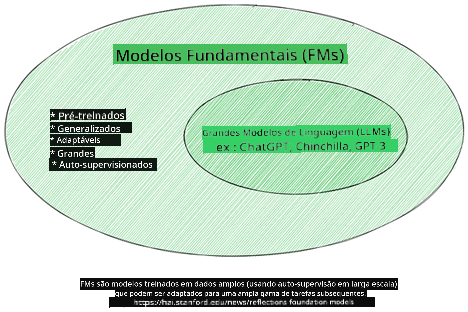 Modelos Fundamentais (FMs)
* Pré-treinados
* Generalizados
* Adaptáveis
* Grandes
* Auto-supervisionados
Grandes Modelos de Linguagem (LLMs)
ex : ChatGPT, Chinchilla, GPT 3
FMs são modelos treinados em dados amplos (usando auto-supervisão em larga escala)
que podem ser adaptados para uma ampla gama de tarefas subsequentes
https://hai.stanford.edu/news/reflections-foundation-models